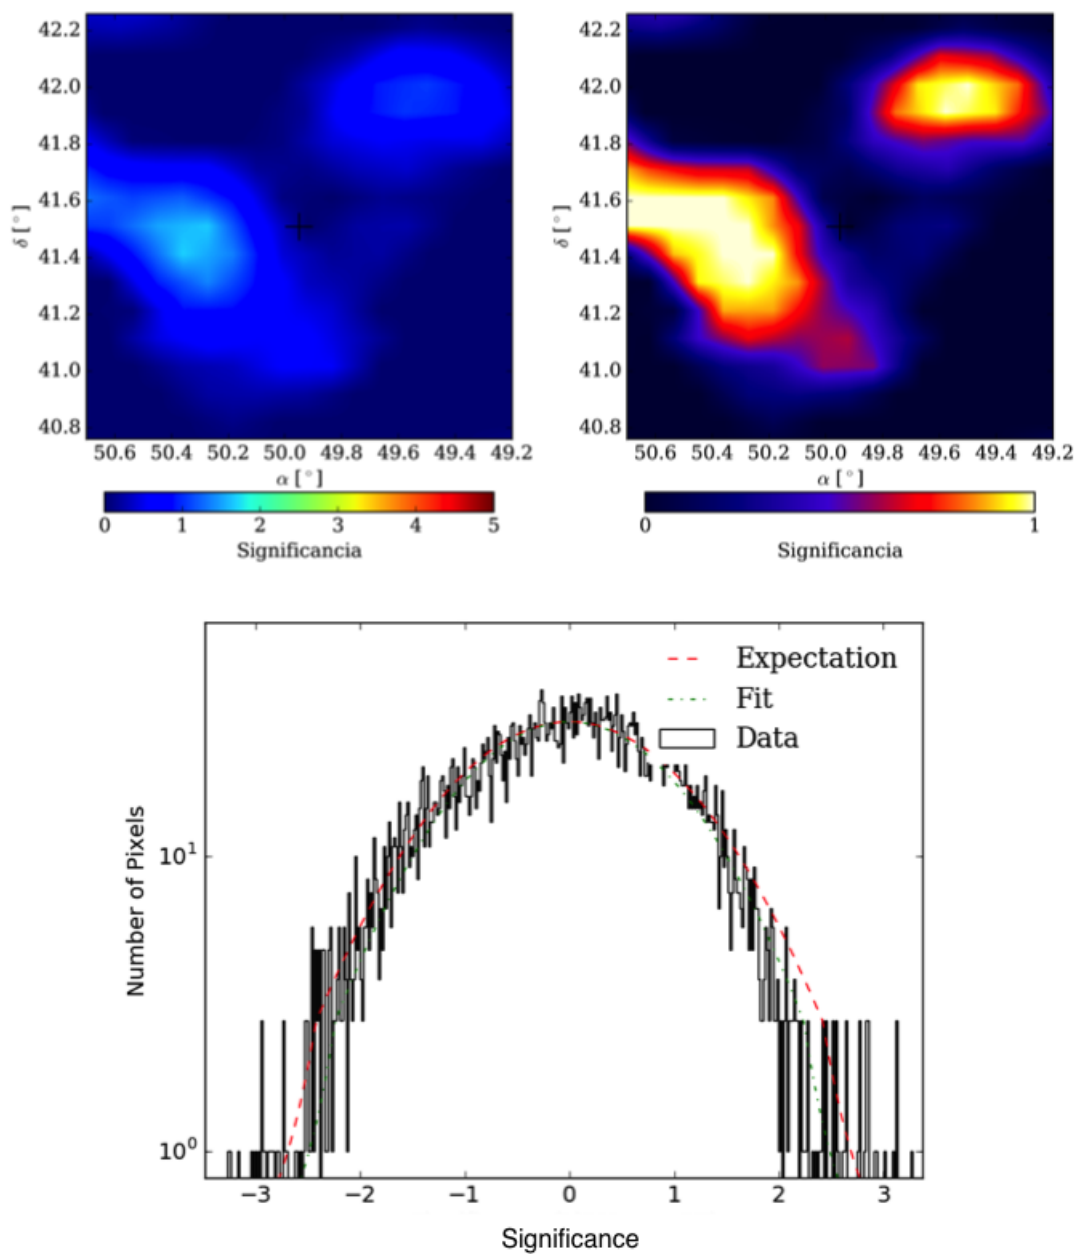 42.2
42.0
41.8
41.6
41.4
41.2
41.0
40.8
δ [°]
50.6 50.4 50.2 50.0 49.8 49.6 49.4 49.2
α [°]
0 1 2 3 4 5
Significancia
42.2
42.0
41.8
41.6
41.4
41.2
41.0
40.8
δ [°]
50.6 50.4 50.2 50.0 49.8 49.6 49.4 49.2
α [°]
0 1
Significancia
Expectation
Fit
Data
Number of Pixels
10¹
10⁰
−3 −2 −1 0 1 2 3
Significance